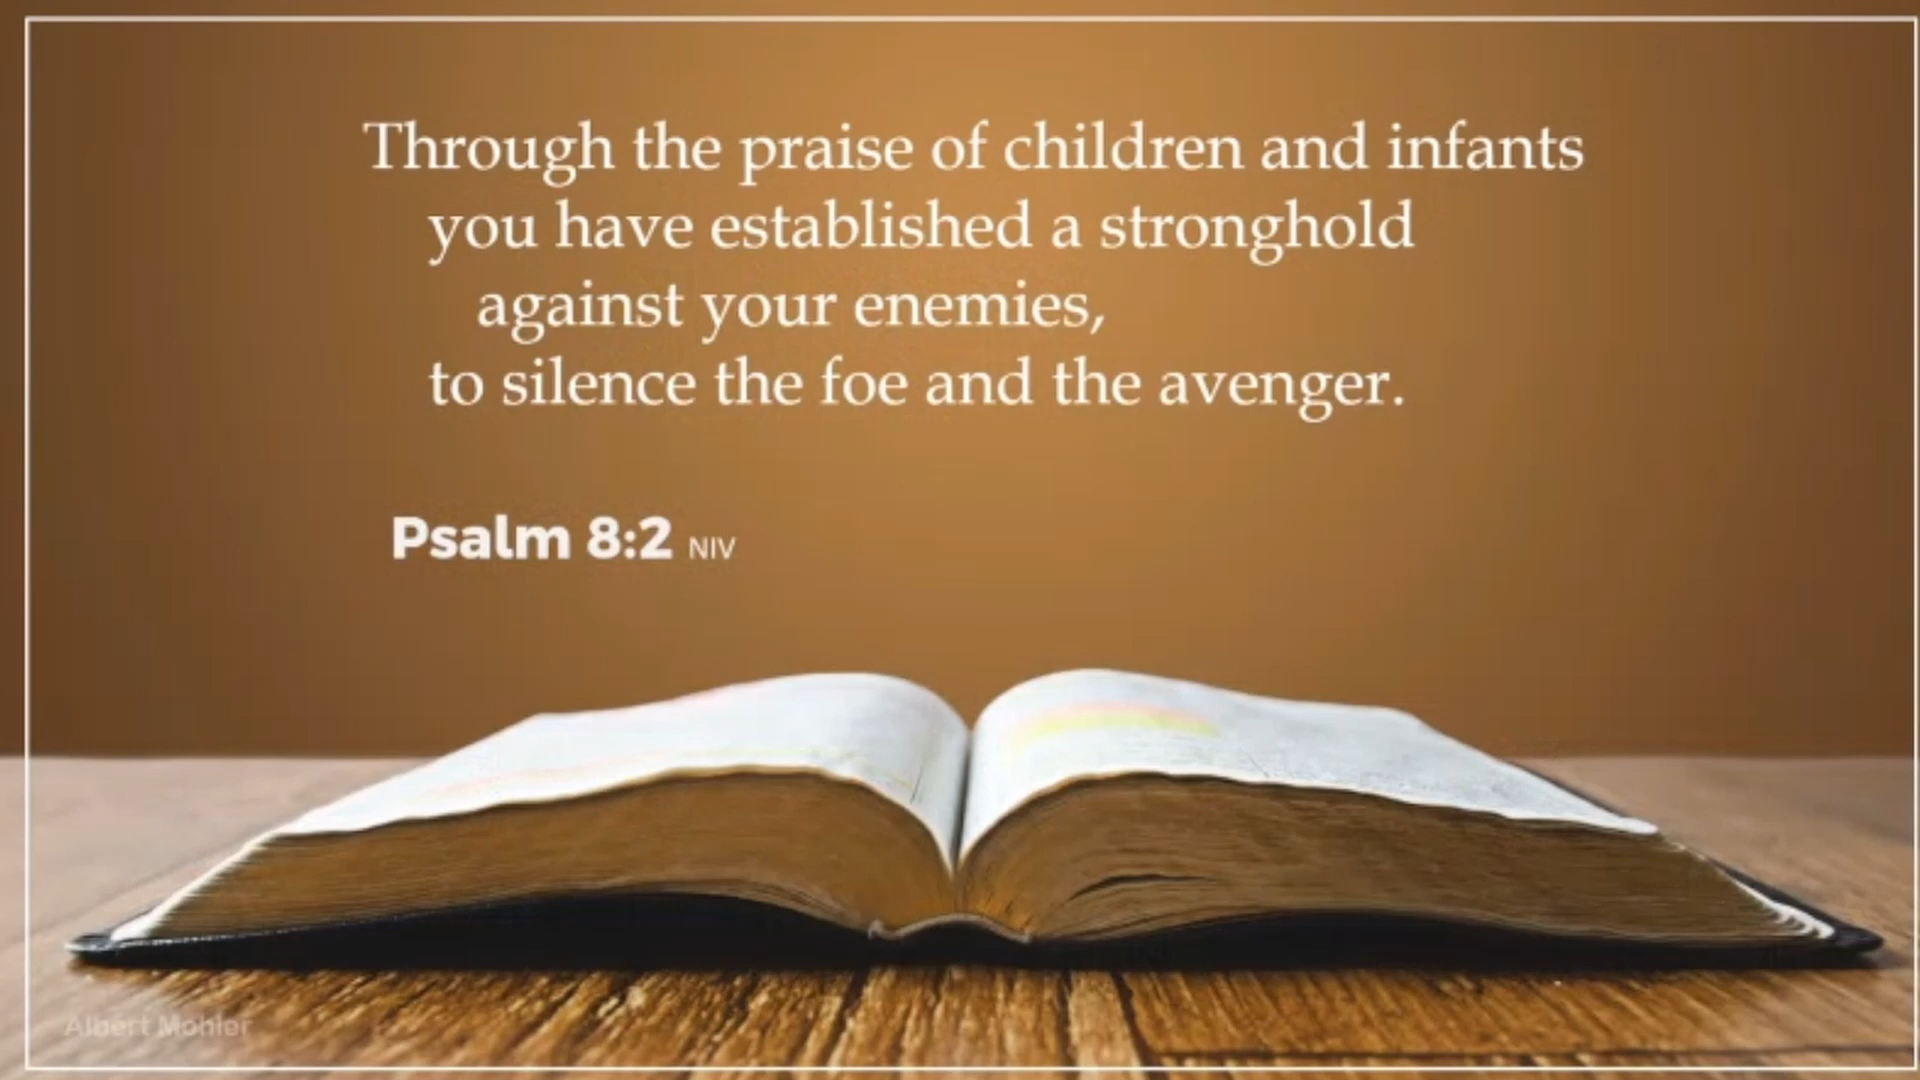 Through the praise of children and infants
you have established a stronghold
against your enemies,
to silence the foe and the avenger.
Psalm 8:2 NIV
Albert Mohler